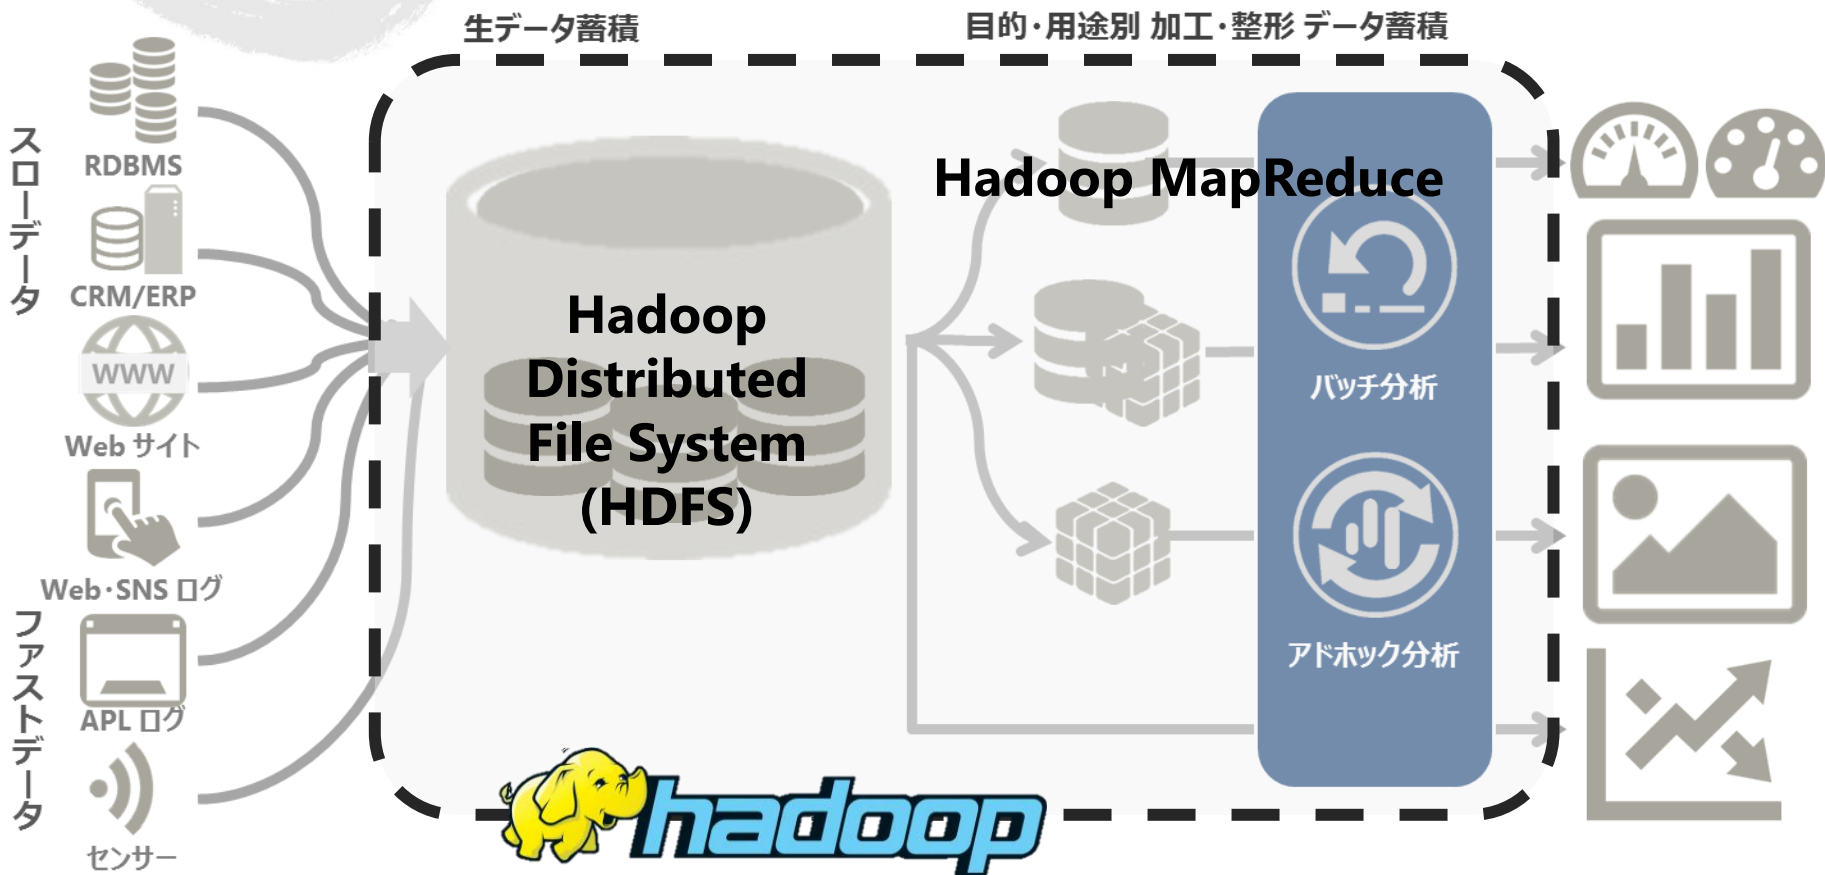 生データ蓄積
目的・用途別 加工・整形 データ蓄積
スローデータ
RDBMS
CRM/ERP
WWW
Web サイト
Web・SNS ログ
ファストデータ
APL ログ
センサー
Hadoop
Distributed
File System
(HDFS)
Hadoop MapReduce
バッチ分析
アドホック分析
hadoop